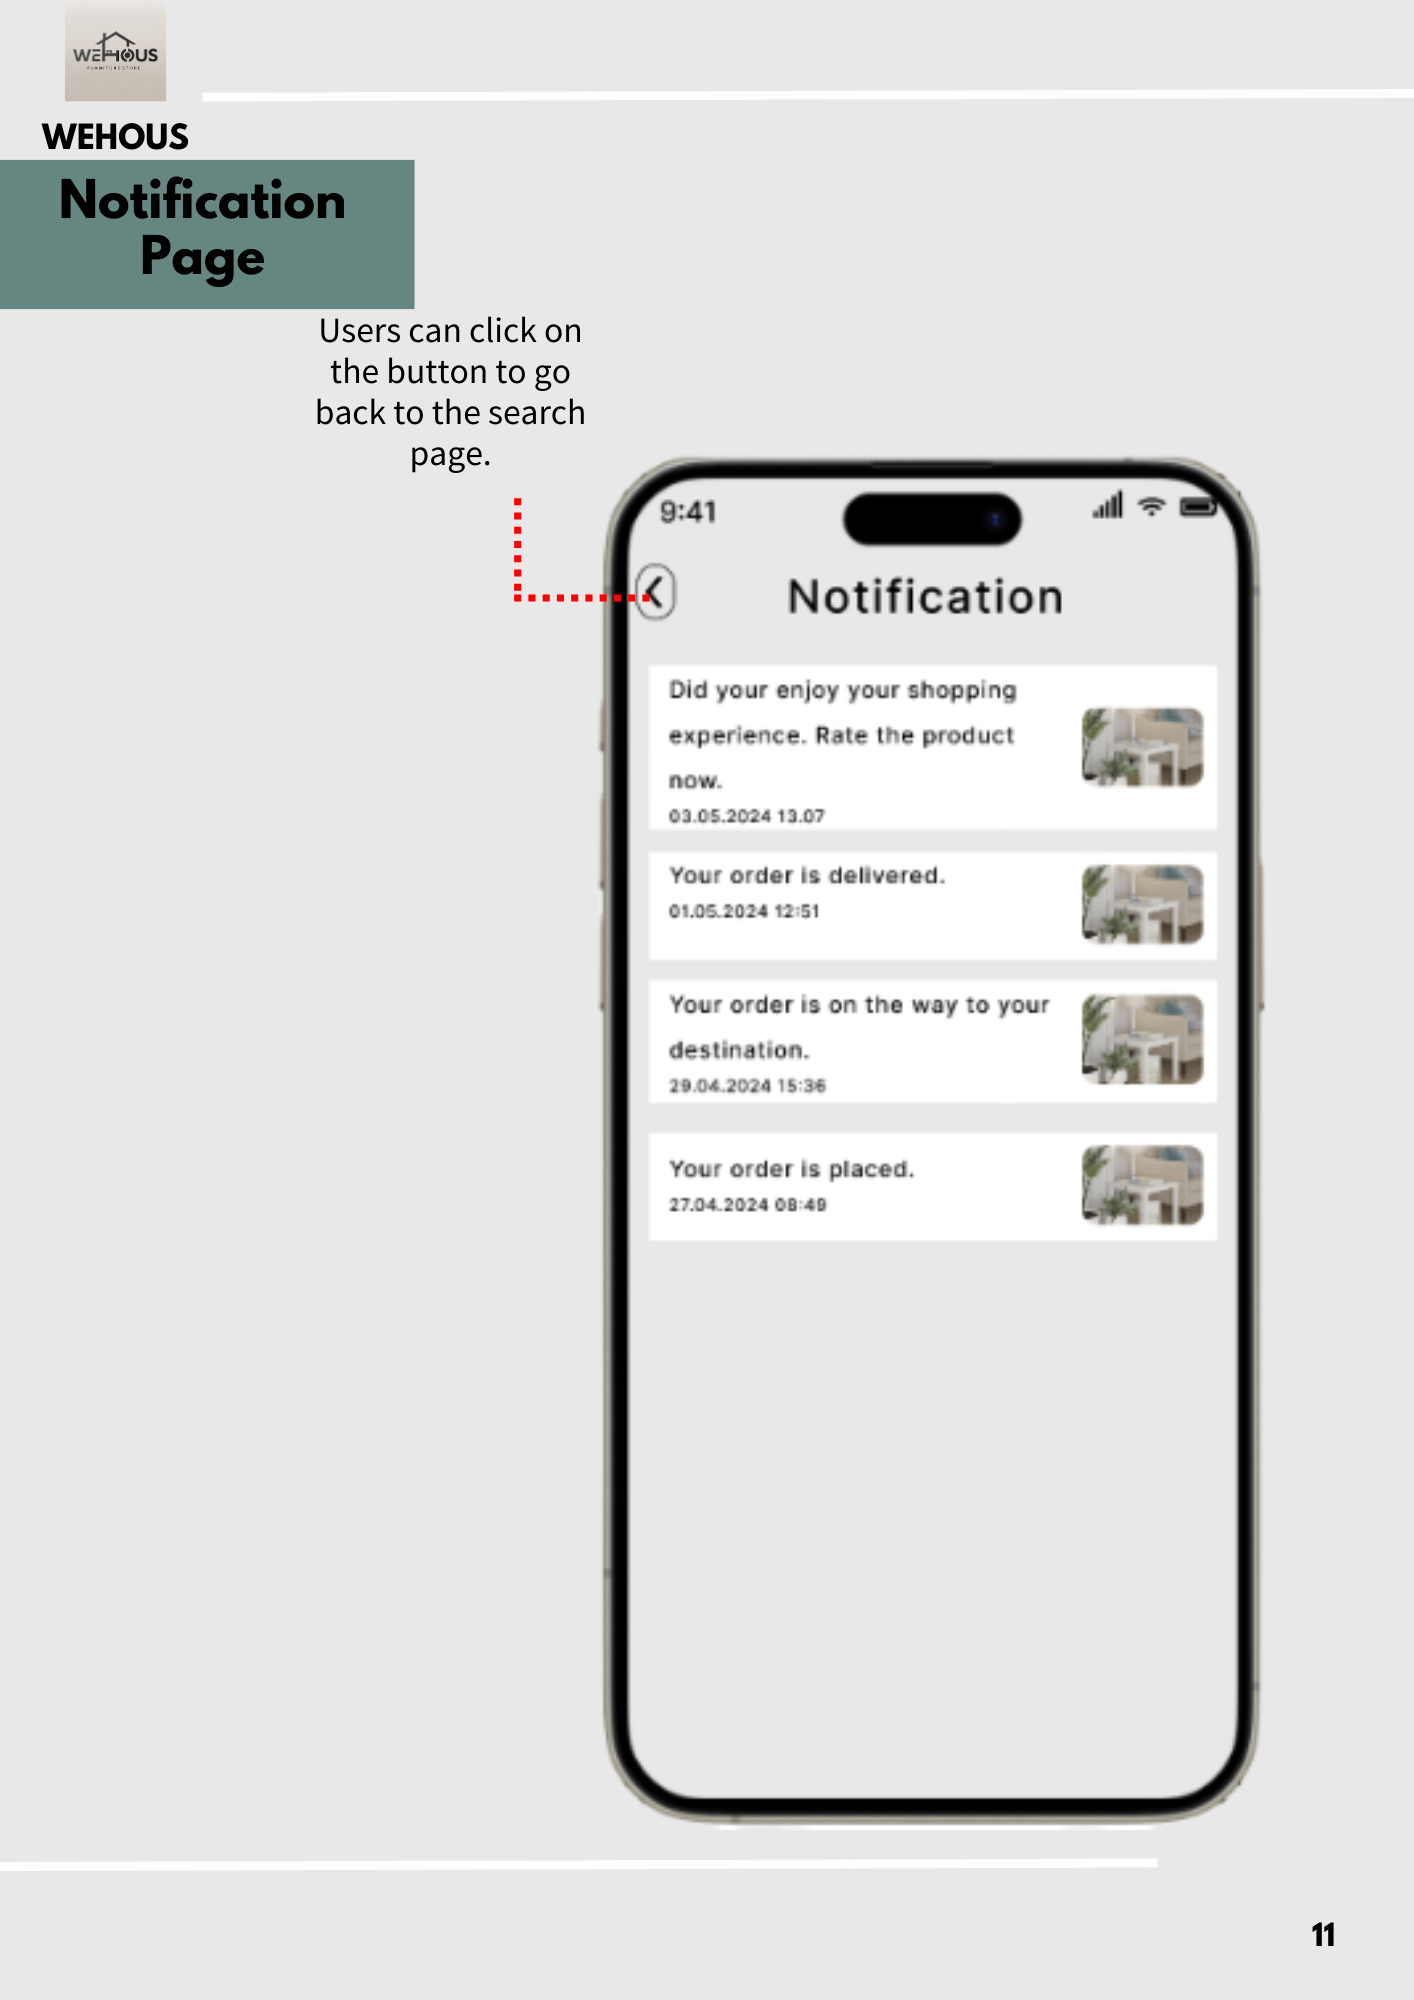 WEHOUS
FURNITURE STORE
WEHOUS
Notification
Page
Users can click on
the button to go
back to the search
page.
9:41
Notification
Did your enjoy your shopping
experience. Rate the product
now.
03.05.2024 13.07
Your order is delivered.
01.05.2024 12:51
Your order is on the way to your
destination.
29.04.2024 15:36
Your order is placed.
27.04.2024 08:49
11